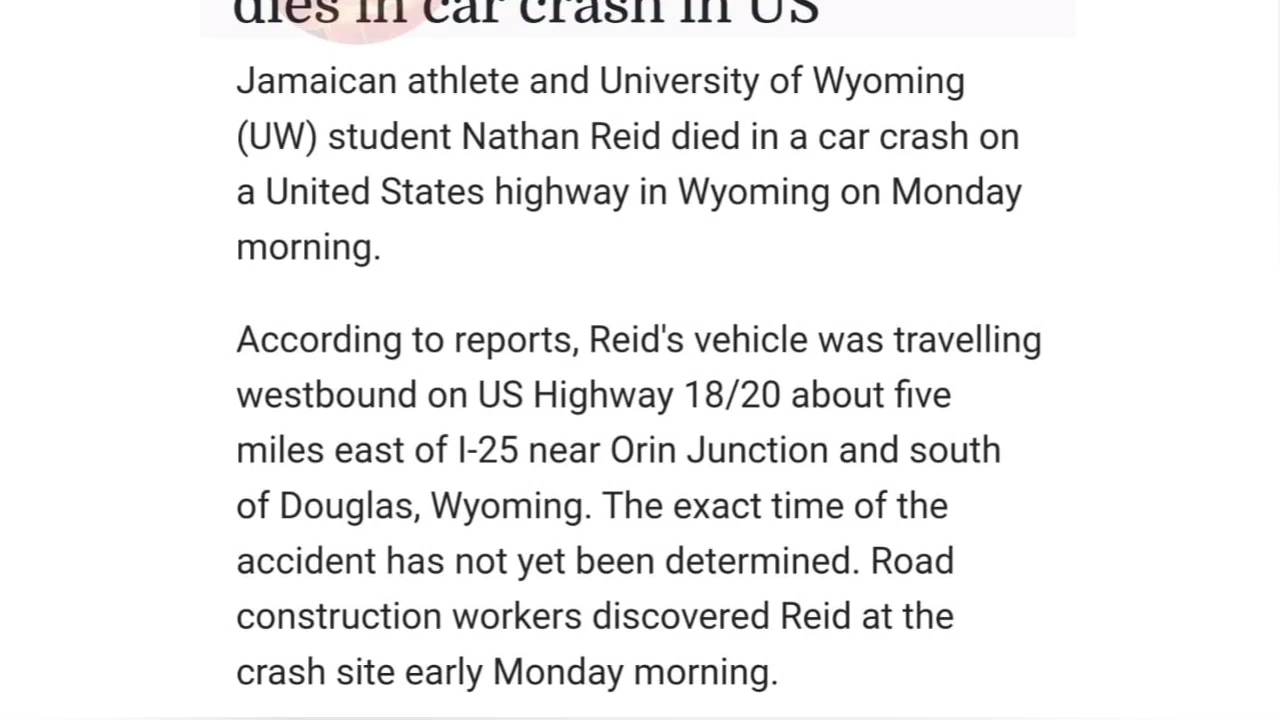 dies in car crash in US
Jamaican athlete and University of Wyoming
(UW) student Nathan Reid died in a car crash on
a United States highway in Wyoming on Monday
morning.
According to reports, Reid's vehicle was travelling
westbound on US Highway 18/20 about five
miles east of I-25 near Orin Junction and south
of Douglas, Wyoming. The exact time of the
accident has not yet been determined. Road
construction workers discovered Reid at the
crash site early Monday morning.